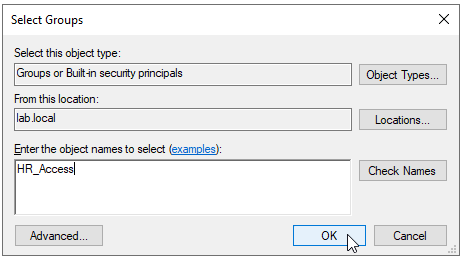 Select Groups
Select this object type:
Groups or Built-in security principals
Object Types...
From this location:
lab.local
Locations...
Enter the object names to select (examples):
HR_Access
Check Names
Advanced...
OK
Cancel